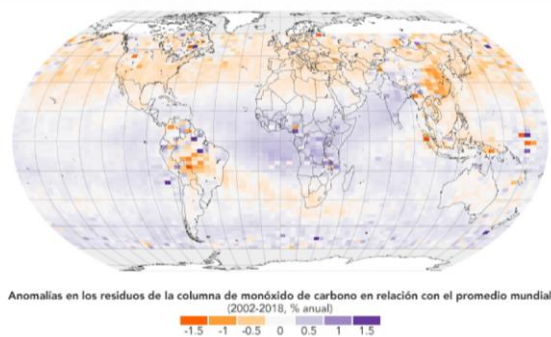 Anomalías en los residuos de la columna de monóxido de carbono en relación con el promedio mundial
(2002-2018, % anual)
-1.5 -1 -0.5 0 0.5 1 1.5